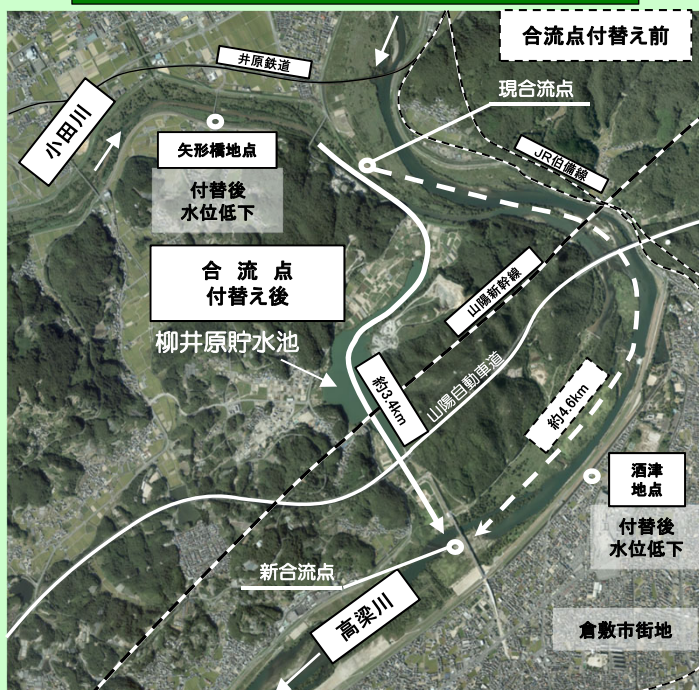 合流点付替え前
井原鉄道
現合流点
小田川
矢形橋地点
付替後
水位低下
JR伯備線
合流点
付替え後
山陽新幹線
柳井原貯水池
約3.4km
山陽自動車道
約4.6km
酒津
地点
付替後
水位低下
新合流点
高梁川
倉敷市街地